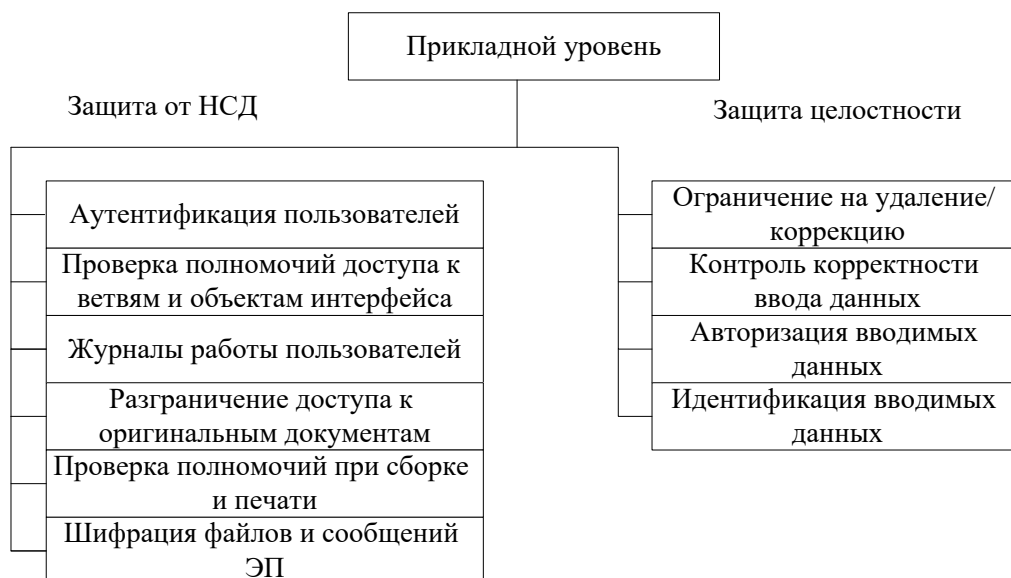 Прикладной уровень
Защита от НСД
Защита целостности
Аутентификация пользователей
Проверка полномочий доступа к
ветвям и объектам интерфейса
Журналы работы пользователей
Разграничение доступа к
оригинальным документам
Проверка полномочий при сборке
и печати
Шифрация файлов и сообщений
ЭП
Ограничение на удаление/
коррекцию
Контроль корректности
ввода данных
Авторизация вводимых
данных
Идентификация вводимых
данных